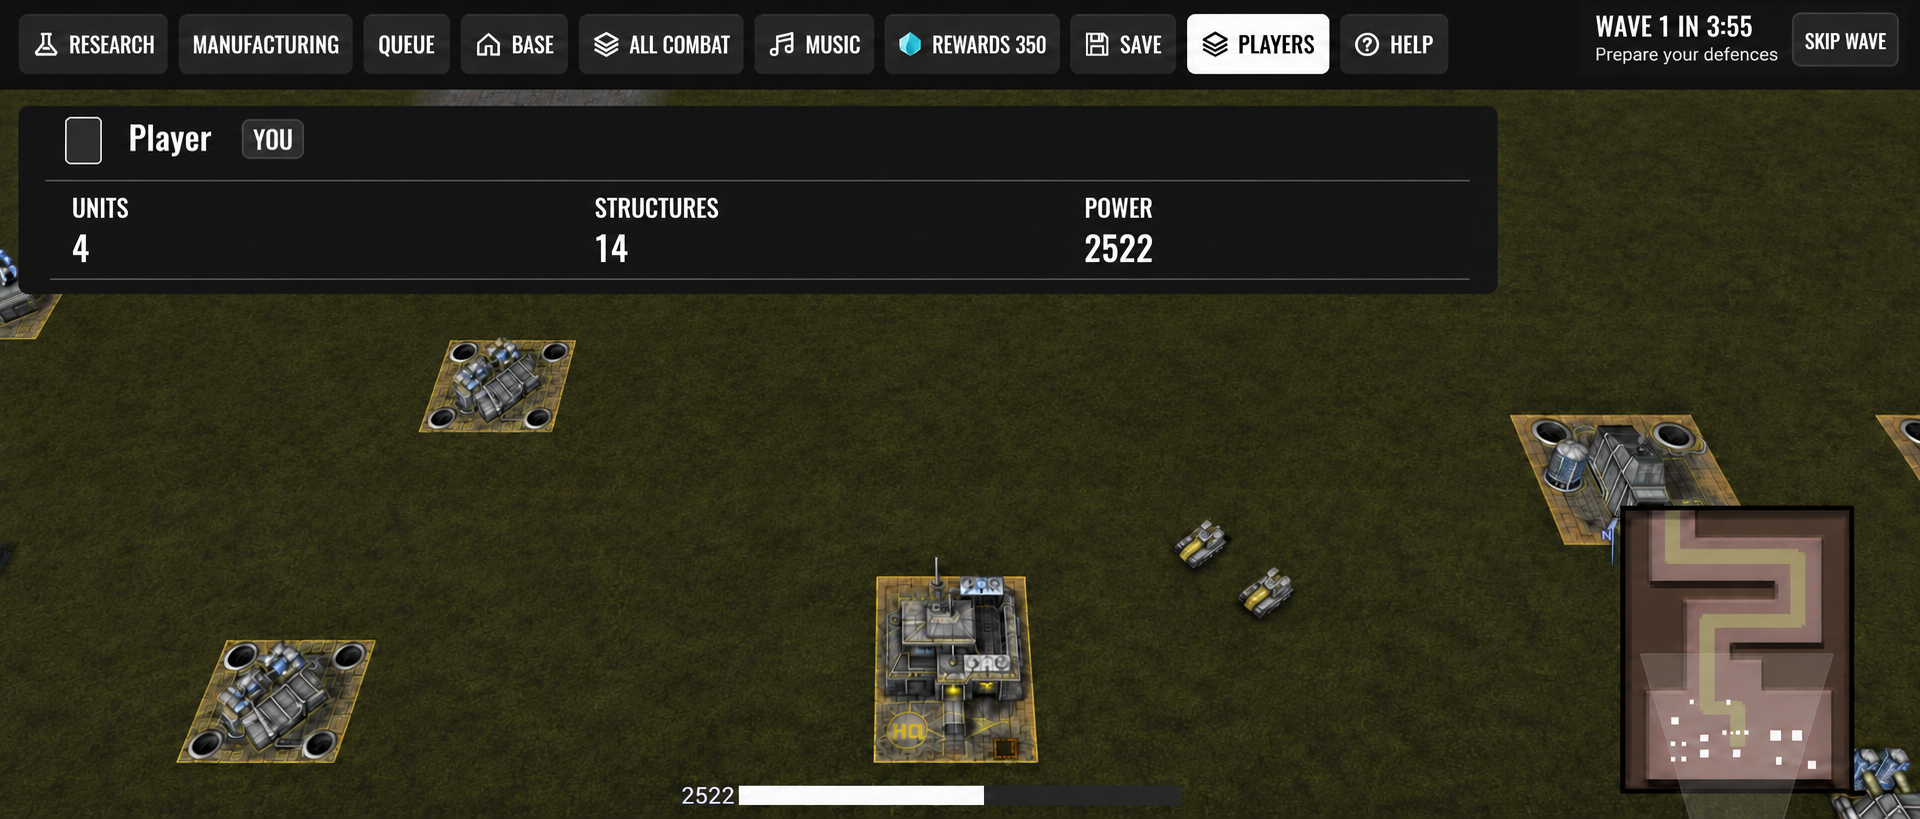 RESEARCH
MANUFACTURING
QUEUE
BASE
ALL COMBAT
MUSIC
REWARDS 350
SAVE
PLAYERS
HELP
WAVE 1 IN 3:55
Prepare your defences
SKIP WAVE
Player
YOU
UNITS
STRUCTURES
POWER
4
14
2522
N
HQ
2522